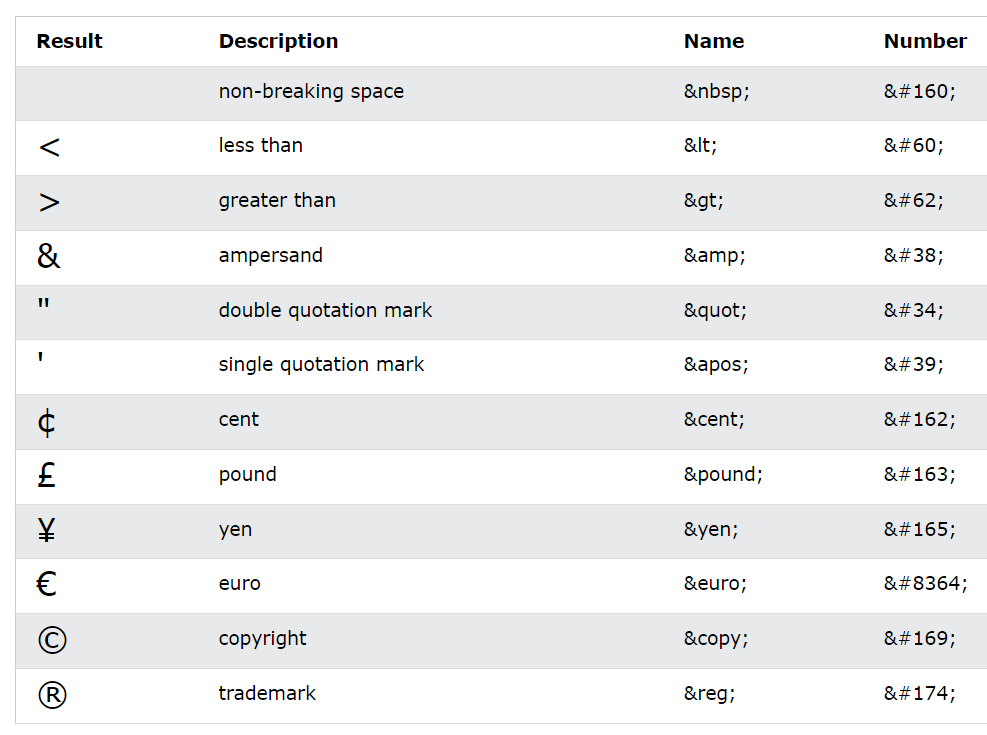 Result Description Name Number
non-breaking space &nbsp; &#160;
< less than &lt; &#60;
> greater than &gt; &#62;
& ampersand &amp; &#38;
" double quotation mark &quot; &#34;
' single quotation mark &apos; &#39;
¢ cent &cent; &#162;
£ pound &pound; &#163;
¥ yen &yen; &#165;
€ euro &euro; &#8364;
© copyright &copy; &#169;
® trademark &reg; &#174;